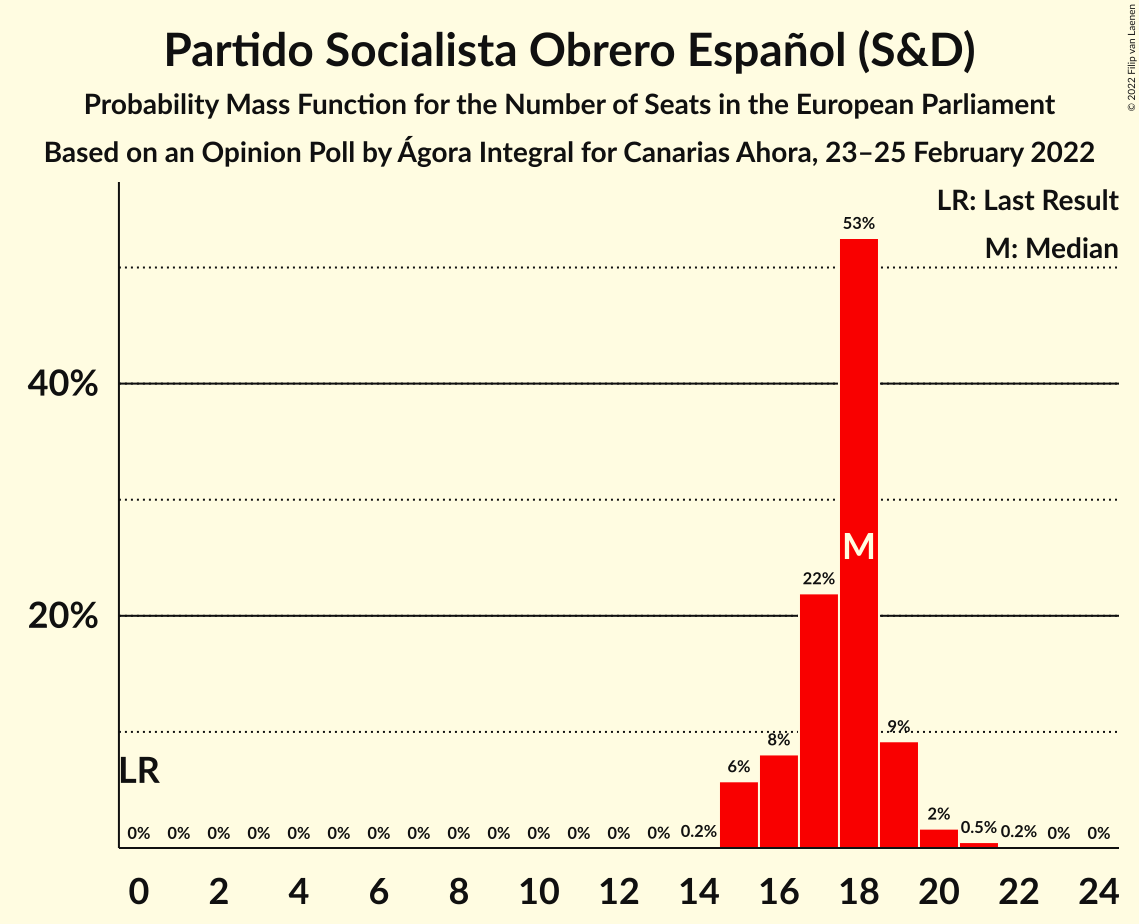 Partido Socialista Obrero Español (S&D)
Probability Mass Function for the Number of Seats in the European Parliament
Based on an Opinion Poll by Ágora Integral for Canarias Ahora, 23–25 February 2022
© 2022 Filip van Laenen
LR: Last Result
M: Median
53%
40%
M
22%
20%
9%
8%
6%
LR
2%
0% 0% 0% 0% 0% 0% 0% 0% 0% 0% 0% 0% 0% 0% 0.2% 0.5% 0.2% 0% 0%
0 2 4 6 8 10 12 14 16 18 20 22 24